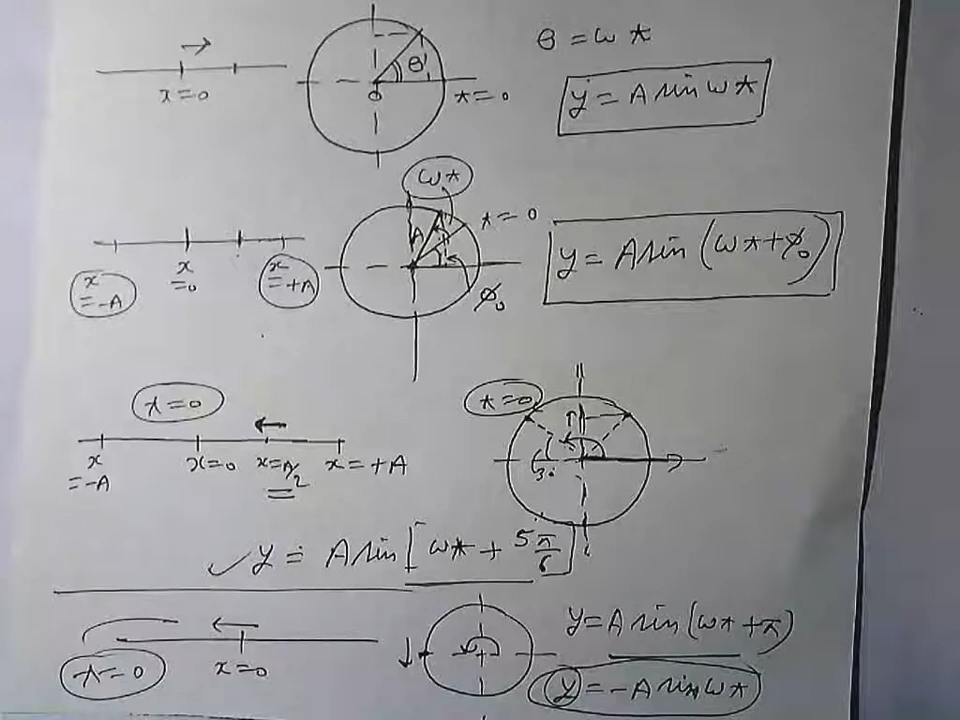 θ = ωt
x=0
θ
0
t=0
y = A sin ωt
ωt
t=0
A
x = -A
x = 0
x = +A
φ₀
y = A sin (ωt+φ₀)
t=0
t=0
x = -A
x=0
x=A/2
x=+A
30
y = A sin [ωt + 5π/6]
t=0
x=0
y=A sin(ωt+π)
y=-A sin ωt